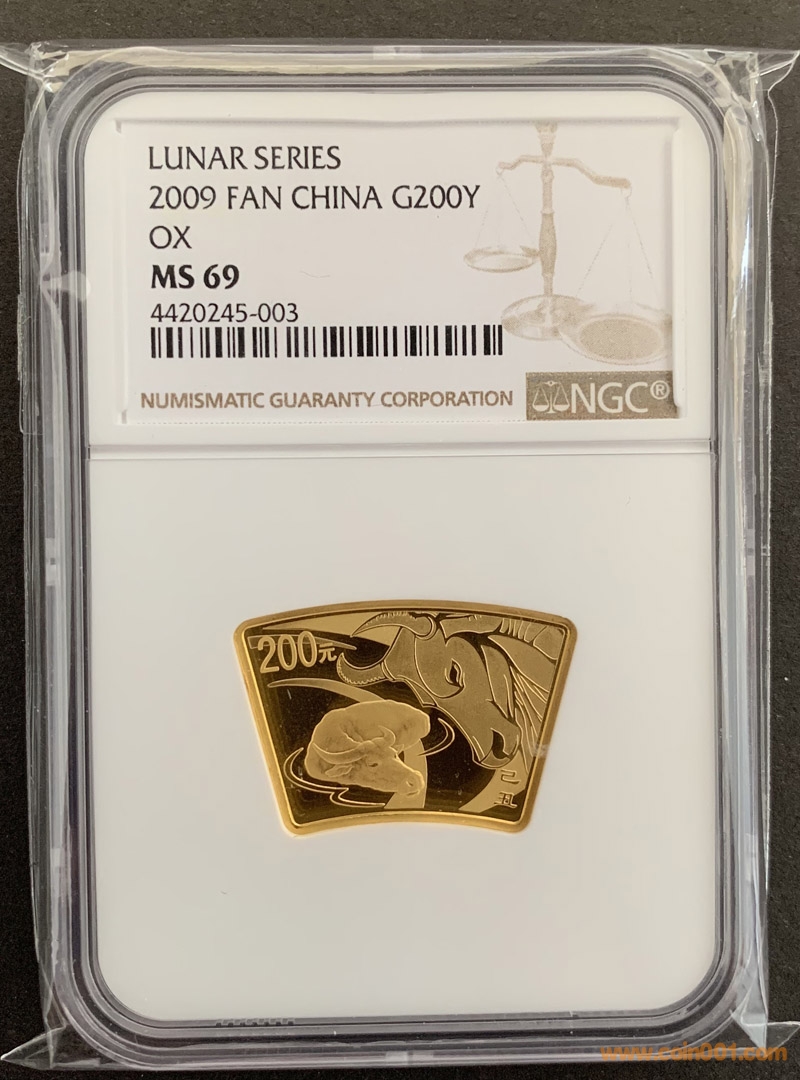 LUNAR SERIES
2009 FAN CHINA G200Y
OX
MS 69
4420245-003
NUMISMATIC GUARANTY CORPORATION
NGC®
200元
己
丑
www.coin001.com